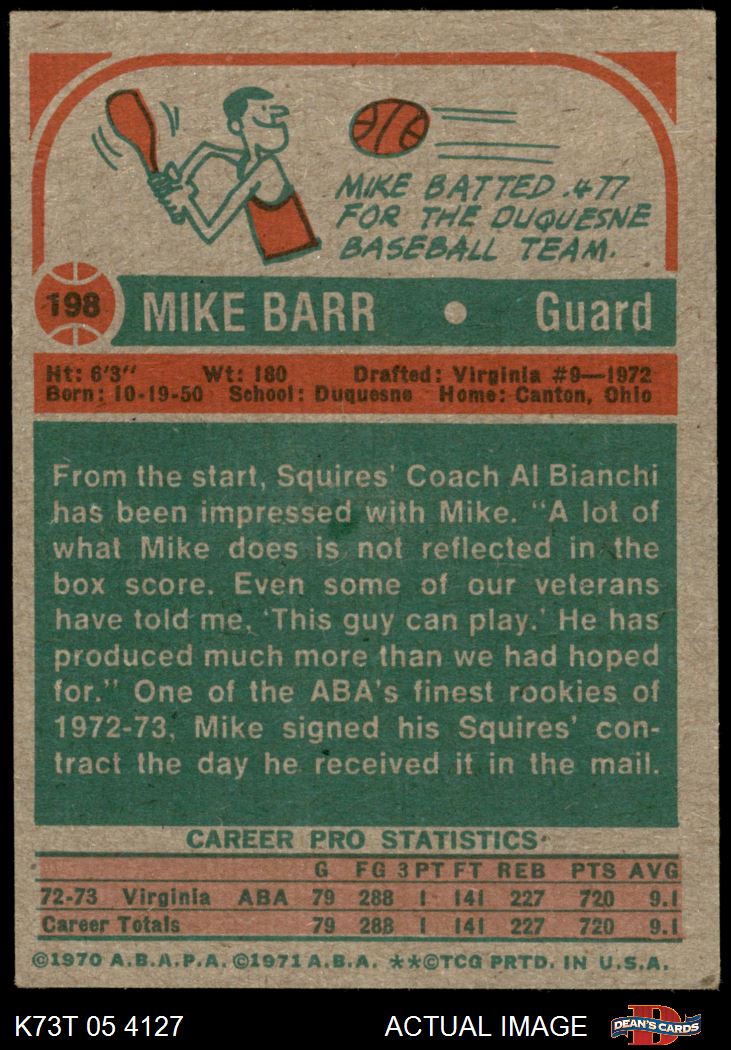 MIKE BATTED .477
FOR THE DUQUESNE
BASEBALL TEAM.
198 MIKE BARR • Guard
Ht: 6'3" Wt: 180 Drafted: Virginia #9—1972
Born: 10-19-50 School: Duquesne Home: Canton, Ohio
From the start, Squires' Coach Al Bianchi
has been impressed with Mike. "A lot of
what Mike does is not reflected in the
box score. Even some of our veterans
have told me, 'This guy can play.' He has
produced much more than we had hoped
for." One of the ABA's finest rookies of
1972-73, Mike signed his Squires' con-
tract the day he received it in the mail.
CAREER PRO STATISTICS
G FG 3PT FT REB PTS AVG
72-73 Virginia ABA 79 288 1 141 227 720 9.1
Career Totals 79 288 1 141 227 720 9.1
©1970 A.B.A.P.A. ©1971 A.B.A. **©TCG PRTD. IN U.S.A.
K73T 05 4127 ACTUAL IMAGE D DEAN'S CARDS